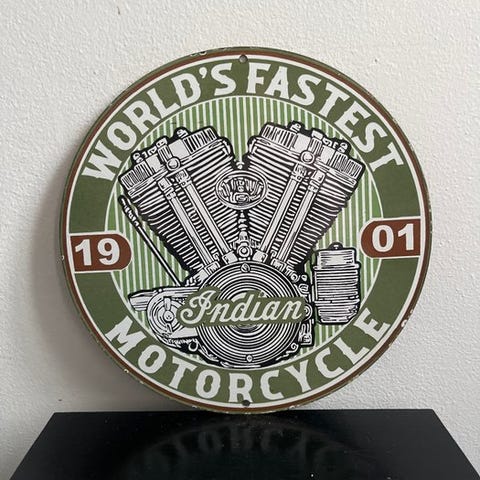 WORLD'S FASTEST
19 01
Indian
MOTORCYCLE